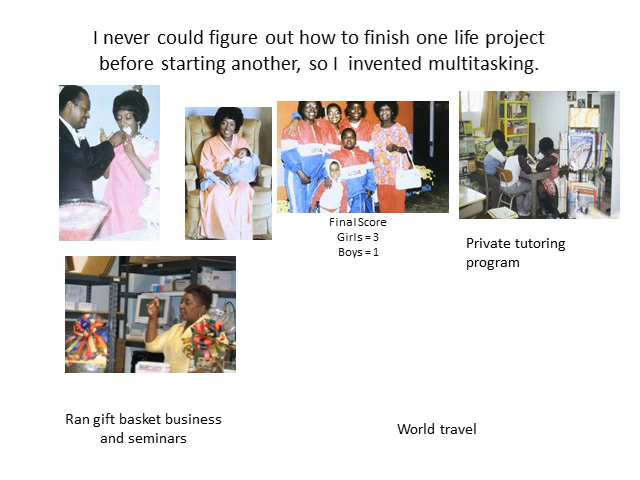 I never could figure out how to finish one life project
before starting another, so I invented multitasking.
Final Score
Girls = 3
Boys = 1
Private tutoring
program
Ran gift basket business
and seminars
World travel